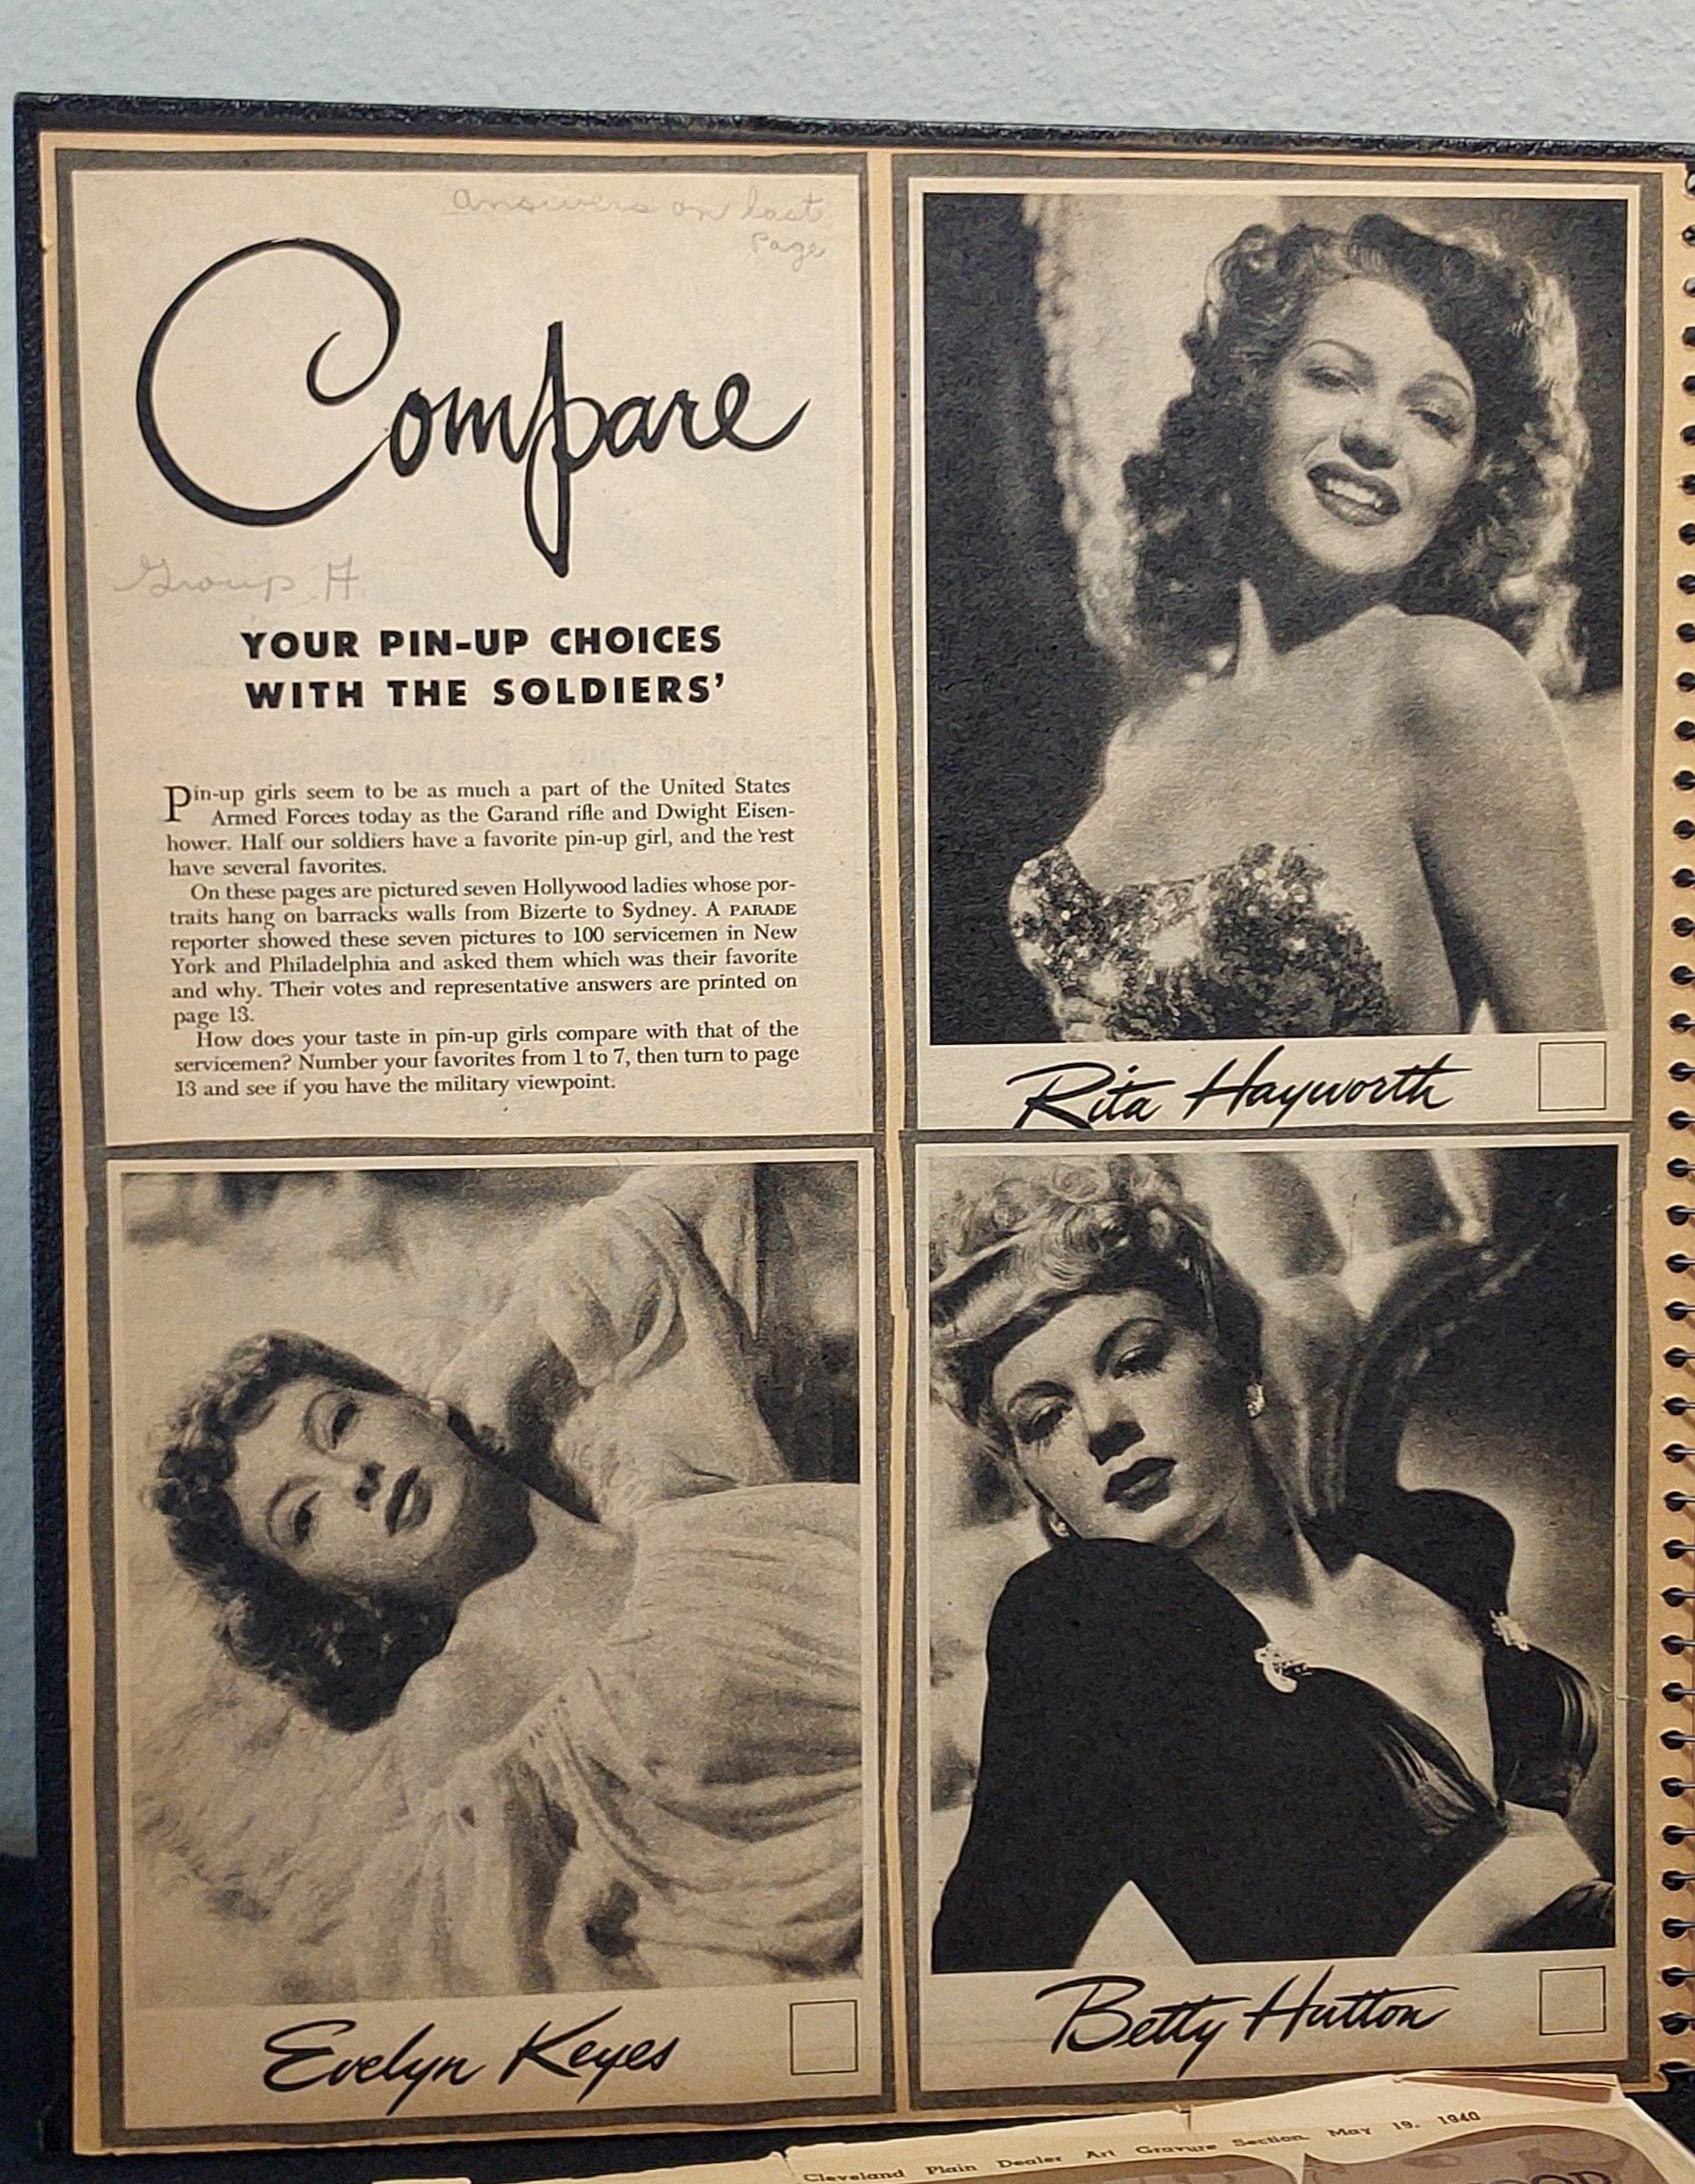 answers on last
Page
Compare
Group A
YOUR PIN-UP CHOICES
WITH THE SOLDIERS'
Pin-up girls seem to be as much a part of the United States
Armed Forces today as the Garand rifle and Dwight Eisen-
hower. Half our soldiers have a favorite pin-up girl, and the rest
have several favorites.
On these pages are pictured seven Hollywood ladies whose por-
traits hang on barracks walls from Bizerte to Sydney. A PARADE
reporter showed these seven pictures to 100 servicemen in New
York and Philadelphia and asked them which was their favorite
and why. Their votes and representative answers are printed on
page 13.
How does your taste in pin-up girls compare with that of the
servicemen? Number your favorites from 1 to 7, then turn to page
13 and see if you have the military viewpoint.
Rita Hayworth
Evelyn Keyes
Betty Hutton
Cleveland Plain Dealer Art Gravure Section. May 19. 1940